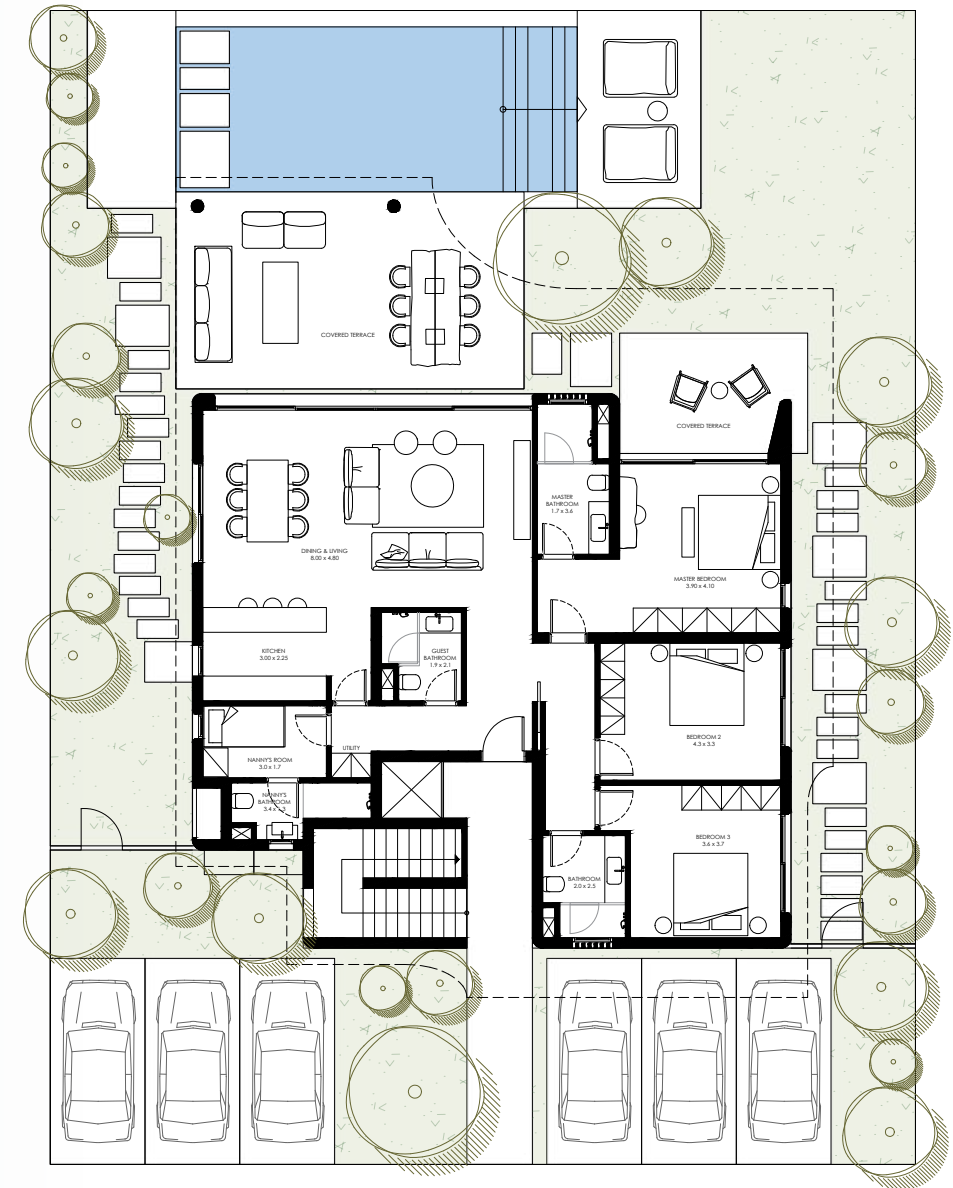 COVERED TERRACE
COVERED TERRACE
MASTER
BATHROOM
1.7 x 3.6
DINING & LIVING
8.00 x 4.80
MASTER BEDROOM
3.90 x 4.10
KITCHEN
3.00 x 2.25
GUEST
BATHROOM
1.9 x 2.1
BEDROOM 2
4.3 x 3.3
UTILITY
NANNY'S ROOM
3.0 x 1.7
NANNY'S
BATHROOM
BEDROOM 3
3.6 x 3.7
BATHROOM
2.0 x 2.5